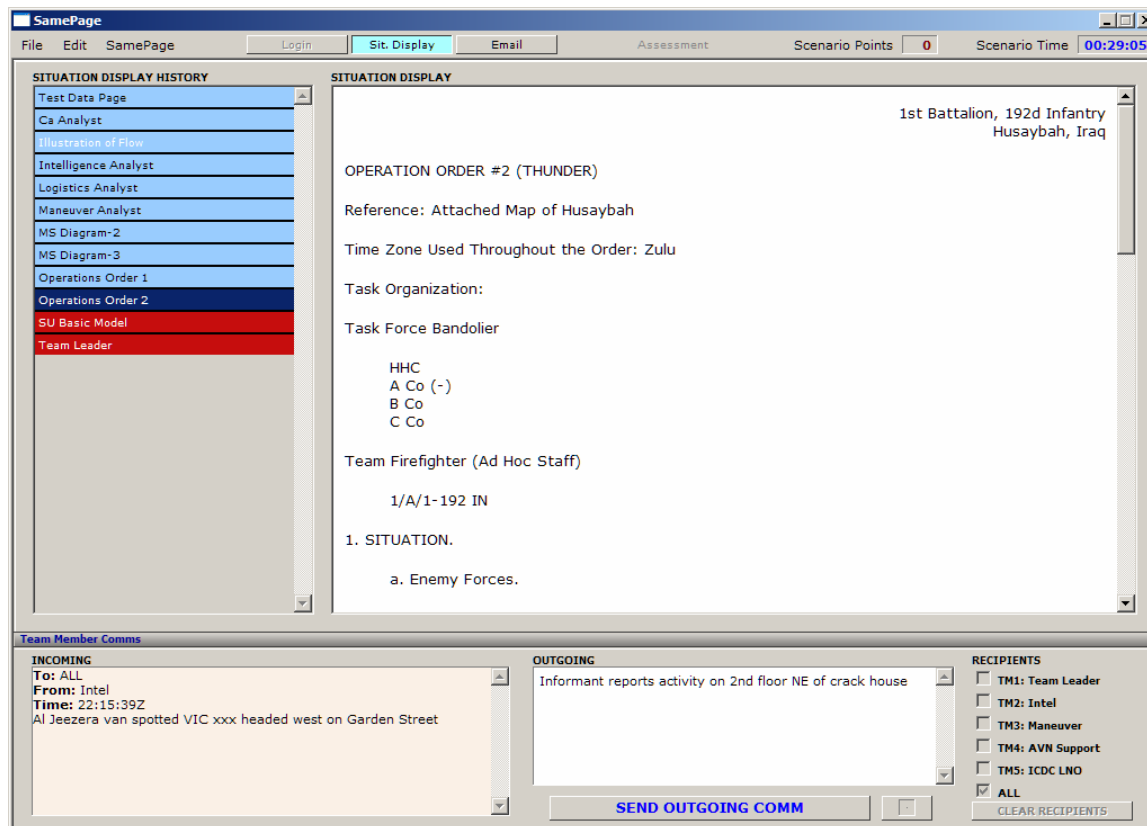 SamePage
File Edit SamePage Login Sit. Display Email Assessment Scenario Points 0 Scenario Time 00:29:05
SITUATION DISPLAY HISTORY
Test Data Page
Ca Analyst
Illustration of Flow
Intelligence Analyst
Logistics Analyst
Maneuver Analyst
MS Diagram-2
MS Diagram-3
Operations Order 1
Operations Order 2
SU Basic Model
Team Leader
SITUATION DISPLAY
1st Battalion, 192d Infantry
Husaybah, Iraq
OPERATION ORDER #2 (THUNDER)
Reference: Attached Map of Husaybah
Time Zone Used Throughout the Order: Zulu
Task Organization:
Task Force Bandolier
HHC
A Co (-)
B Co
C Co
Team Firefighter (Ad Hoc Staff)
1/A/1-192 IN
1. SITUATION.
a. Enemy Forces.
Team Member Comms
INCOMING
To: ALL
From: Intel
Time: 22:15:39Z
Al Jeezera van spotted VIC xxx headed west on Garden Street
OUTGOING
Informant reports activity on 2nd floor NE of crack house
SEND OUTGOING COMM
RECIPIENTS
TM1: Team Leader
TM2: Intel
TM3: Maneuver
TM4: AVN Support
TM5: ICDC LNO
ALL
CLEAR RECIPIENTS